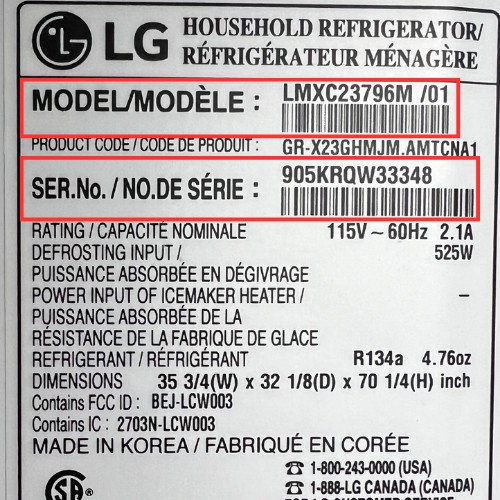 LG HOUSEHOLD REFRIGERATOR/
RÉFRIGÉRATEUR MÉNAGÈRE
MODEL/MODÈLE : LMXC23796M /01
PRODUCT CODE / CODE DE PRODUIT : GR-X23GHMJM.AMTCNA1
SER.No. / NO.DE SÉRIE : 905KRQW33348
RATING / CAPACITÉ NOMINALE 115V ~ 60Hz 2.1A
DEFROSTING INPUT / 525W
PUISSANCE ABSORBÉE EN DÉGIVRAGE
POWER INPUT OF ICEMAKER HEATER / –
PUISSANCE ABSORBÉE DE LA
RÉSISTANCE DE LA FABRIQUE DE GLACE
REFRIGERANT / RÉFRIGÉRANT R134a 4.76oz
DIMENSIONS 35 3/4(W) x 32 1/8(D) x 70 1/4(H) inch
Contains FCC ID : BEJ-LCW003
Contains IC : 2703N-LCW003
MADE IN KOREA / FABRIQUÉ EN CORÉE
☎ 1-800-243-0000 (USA)
☎ 1-888-LG CANADA (CANADA)